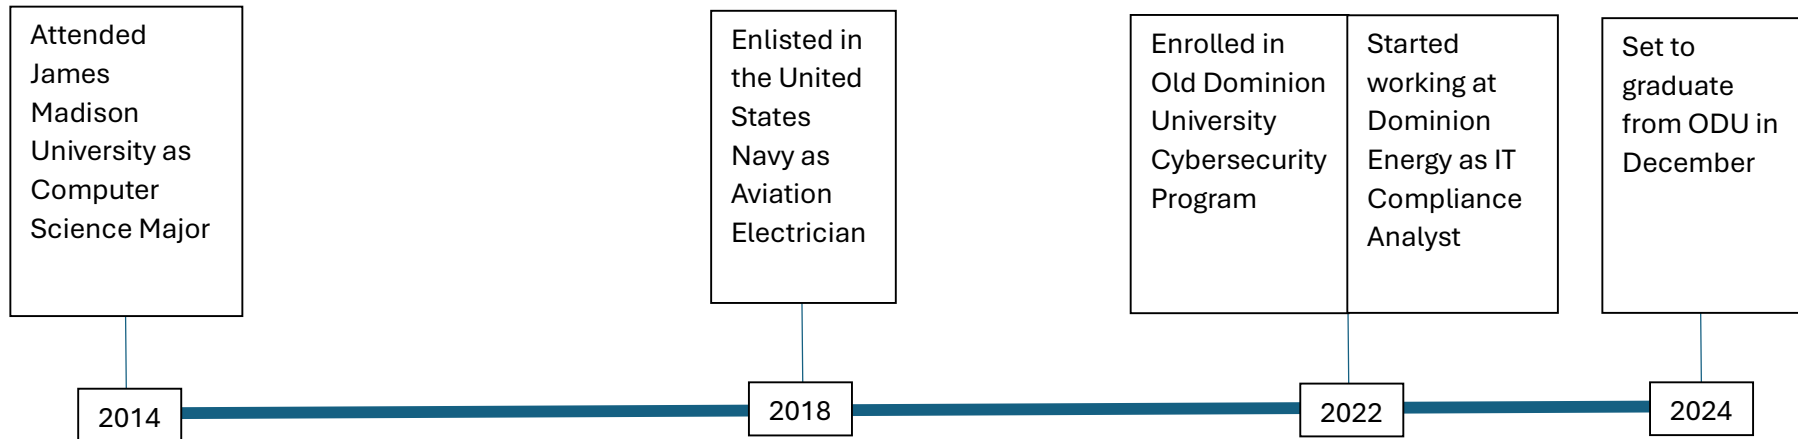 Attended
James
Madison
University as
Computer
Science Major
Enlisted in
the United
States
Navy as
Aviation
Electrician
Enrolled in
Old Dominion
University
Cybersecurity
Program
Started
working at
Dominion
Energy as IT
Compliance
Analyst
Set to
graduate
from ODU in
December
2014
2018
2022
2024